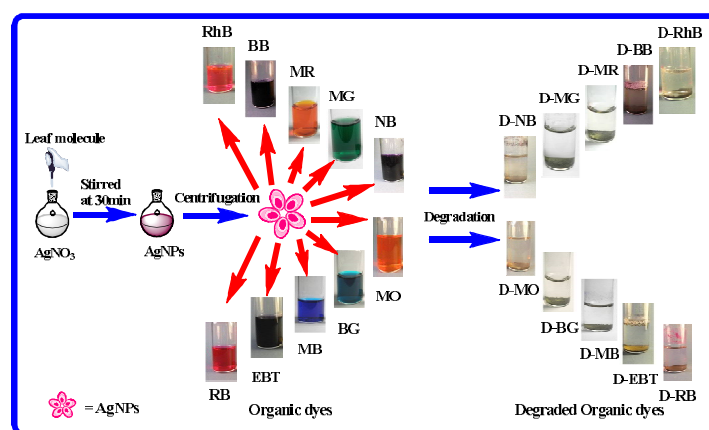 RhB
BB
MR
MG
NB
Leaf molecule
Stirred
at 30min
AgNO3
AgNPs
Centrifugation
MO
BG
MB
EBT
RB
Organic dyes
= AgNPs
Degradation
D-RhB
D-BB
D-MR
D-MG
D-NB
D-MO
D-BG
D-MB
D-EBT
D-RB
Degraded Organic dyes